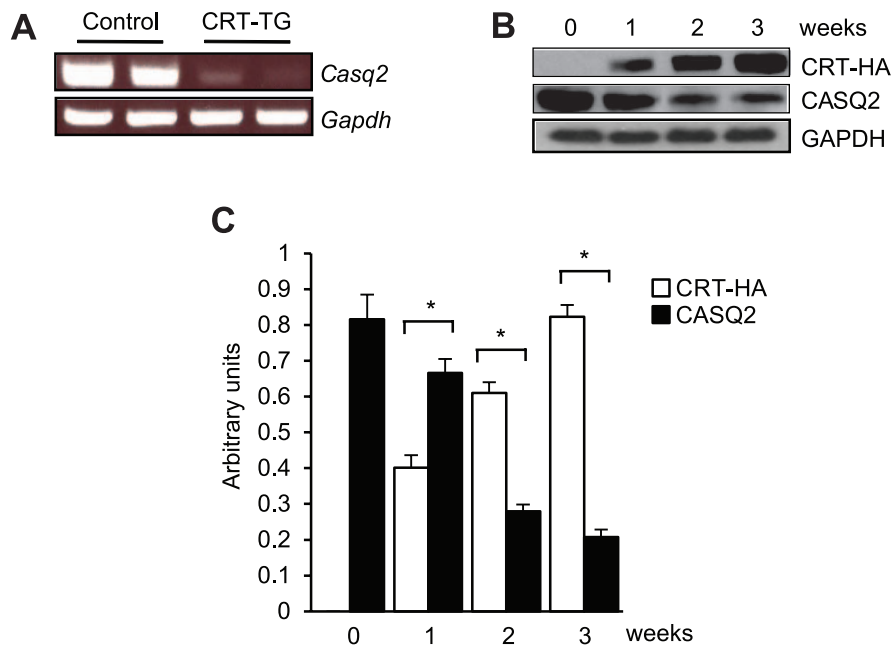 A
Control CRT-TG
Casq2
Gapdh
B
0 1 2 3 weeks
CRT-HA
CASQ2
GAPDH
C
Arbitrary units
1
0.9
0.8
0.7
0.6
0.5
0.4
0.3
0.2
0.1
0
* * *
CRT-HA
CASQ2
0 1 2 3 weeks